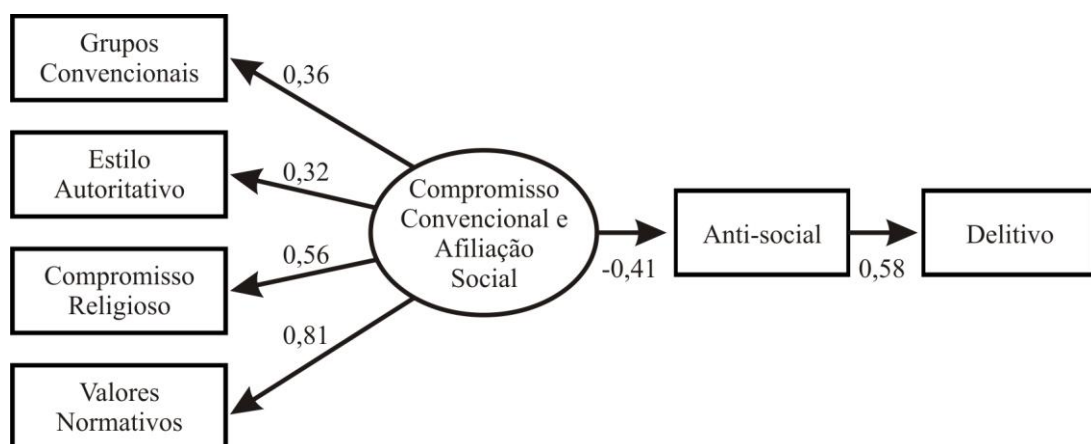 Grupos
Convencionais
0,36
Estilo
Autoritativo
0,32
Compromisso
Religioso
0,56
Valores
Normativos
0,81
Compromisso
Convencional e
Afiliação
Social
-0,41
Anti-social
0,58
Delitivo